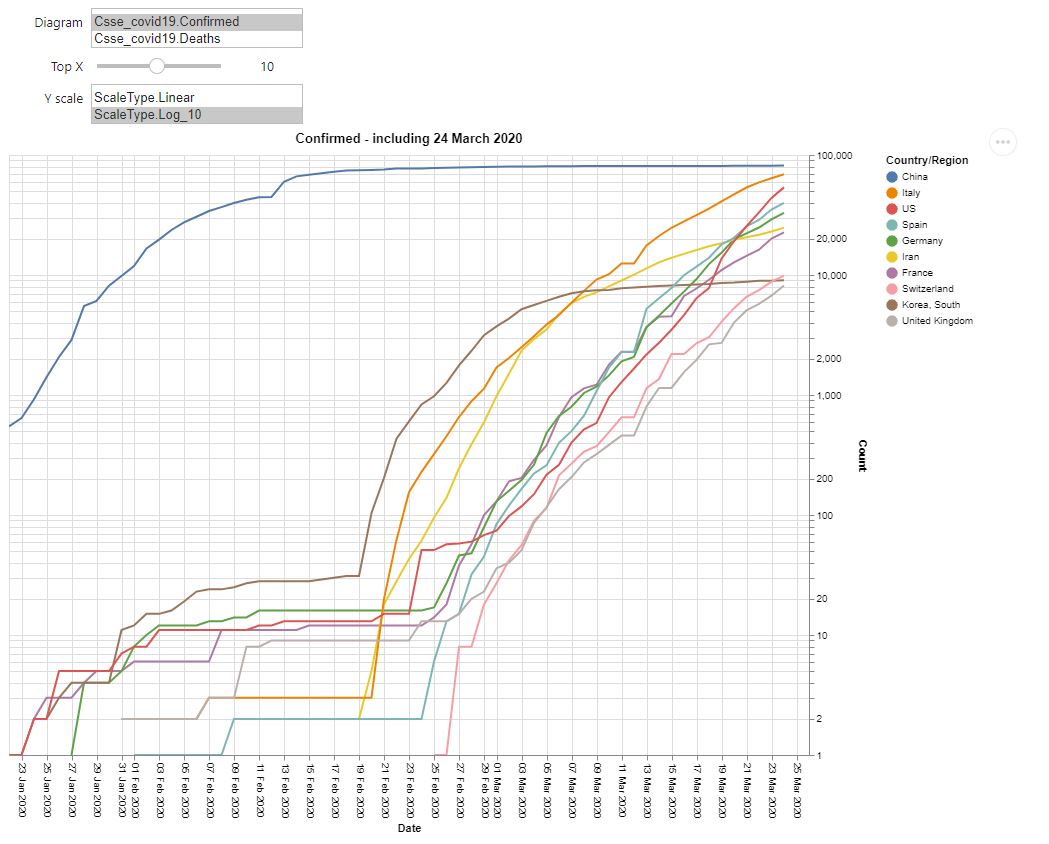 Diagram
Csse_covid19.Confirmed
Csse_covid19.Deaths
Top X
10
Y scale
ScaleType.Linear
ScaleType.Log_10
Confirmed - including 24 March 2020
100,000
20,000
10,000
2,000
1,000
200
100
20
10
2
1
Count
23 Jan 2020
25 Jan 2020
27 Jan 2020
29 Jan 2020
31 Jan 2020
01 Feb 2020
03 Feb 2020
05 Feb 2020
07 Feb 2020
09 Feb 2020
11 Feb 2020
13 Feb 2020
15 Feb 2020
17 Feb 2020
19 Feb 2020
21 Feb 2020
23 Feb 2020
25 Feb 2020
27 Feb 2020
29 Feb 2020
01 Mar 2020
03 Mar 2020
05 Mar 2020
07 Mar 2020
09 Mar 2020
11 Mar 2020
13 Mar 2020
15 Mar 2020
17 Mar 2020
19 Mar 2020
21 Mar 2020
23 Mar 2020
25 Mar 2020
Date
Country/Region
China
Italy
US
Spain
Germany
Iran
France
Switzerland
Korea, South
United Kingdom